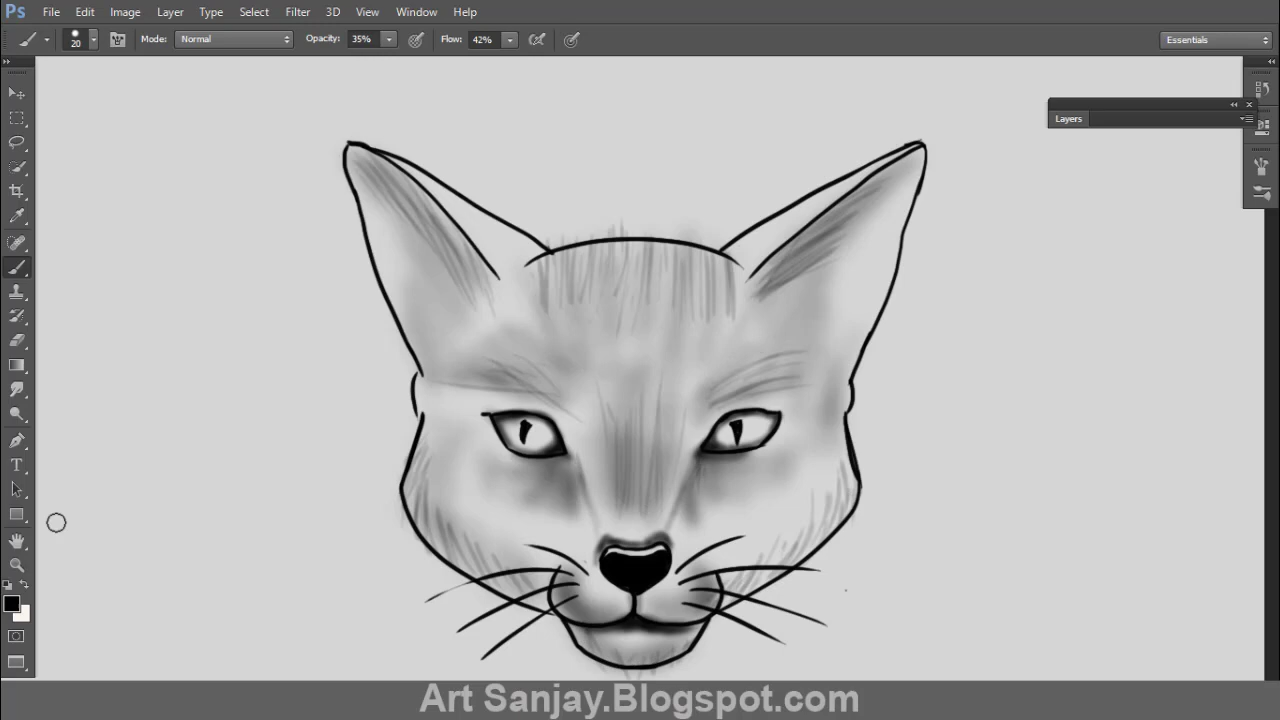 Ps File Edit Image Layer Type Select Filter 3D View Window Help
20 Mode: Normal Opacity: 35% Flow: 42% Essentials
Layers
T
Art Sanjay.Blogspot.com